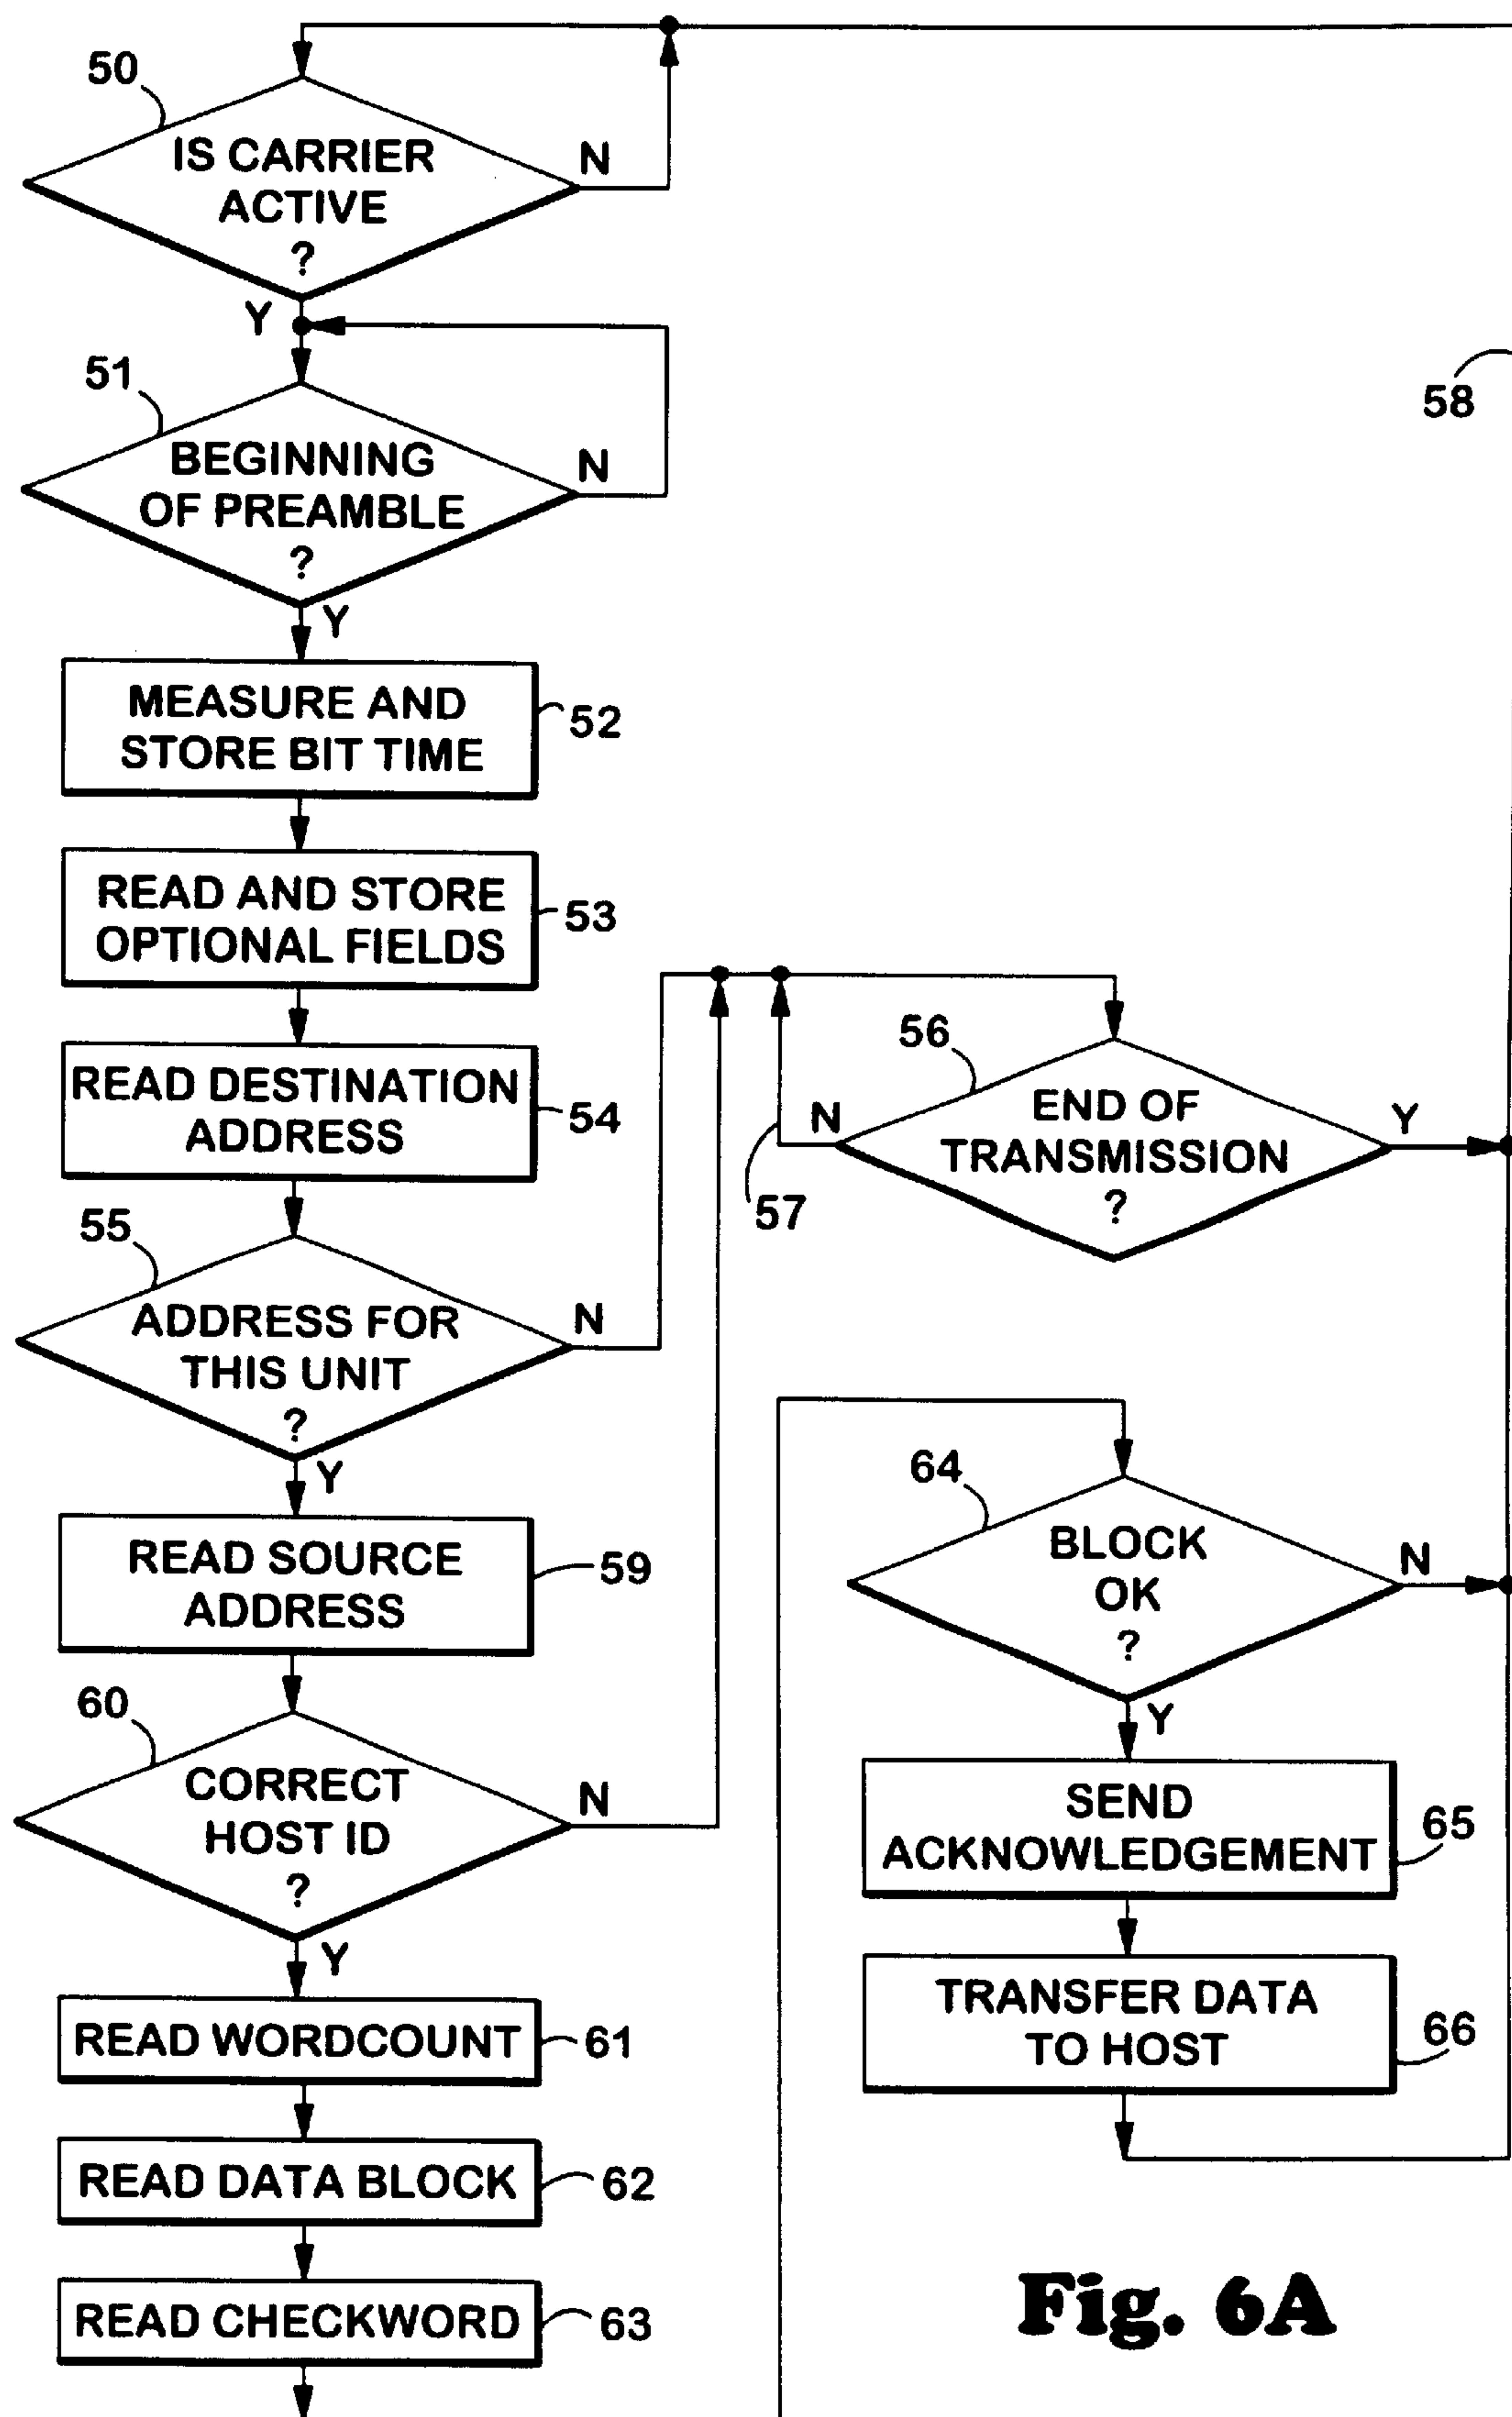 50
IS CARRIER
ACTIVE
?
N
Y
51
BEGINNING
OF PREAMBLE
?
N
Y
58
MEASURE AND
STORE BIT TIME
52
READ AND STORE
OPTIONAL FIELDS
53
READ DESTINATION
ADDRESS
54
55
ADDRESS FOR
THIS UNIT
?
N
Y
56
END OF
TRANSMISSION
?
N
Y
57
READ SOURCE
ADDRESS
59
60
CORRECT
HOST ID
?
N
Y
READ WORDCOUNT
61
READ DATA BLOCK
62
READ CHECKWORD
63
64
BLOCK
OK
?
N
Y
SEND
ACKNOWLEDGEMENT
65
TRANSFER DATA
TO HOST
66
Fig. 6A